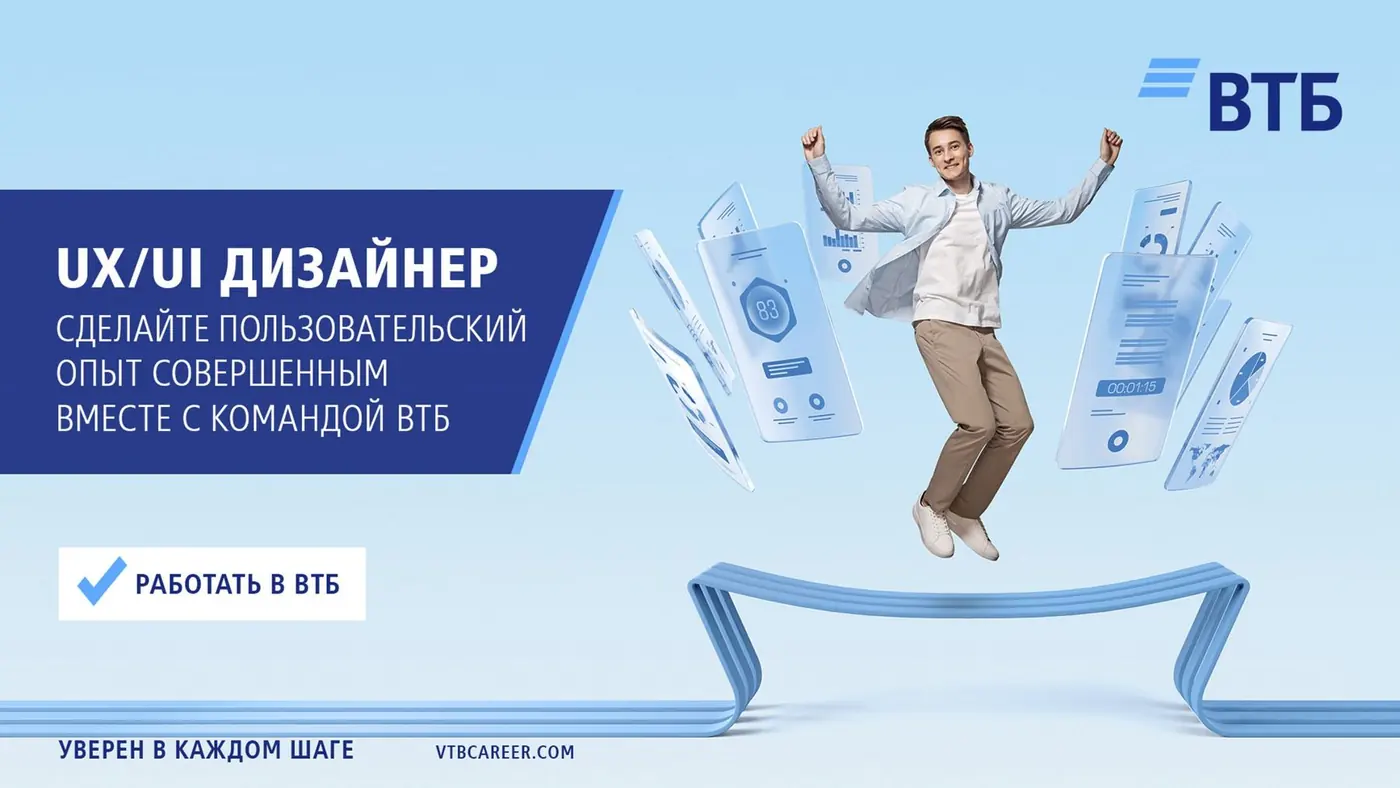 ВТБ
UX/UI ДИЗАЙНЕР
СДЕЛАЙТЕ ПОЛЬЗОВАТЕЛЬСКИЙ
ОПЫТ СОВЕРШЕННЫМ
ВМЕСТЕ С КОМАНДОЙ ВТБ
83
00:01:15
РАБОТАТЬ В ВТБ
УВЕРЕН В КАЖДОМ ШАГЕ
VTBCAREER.COM